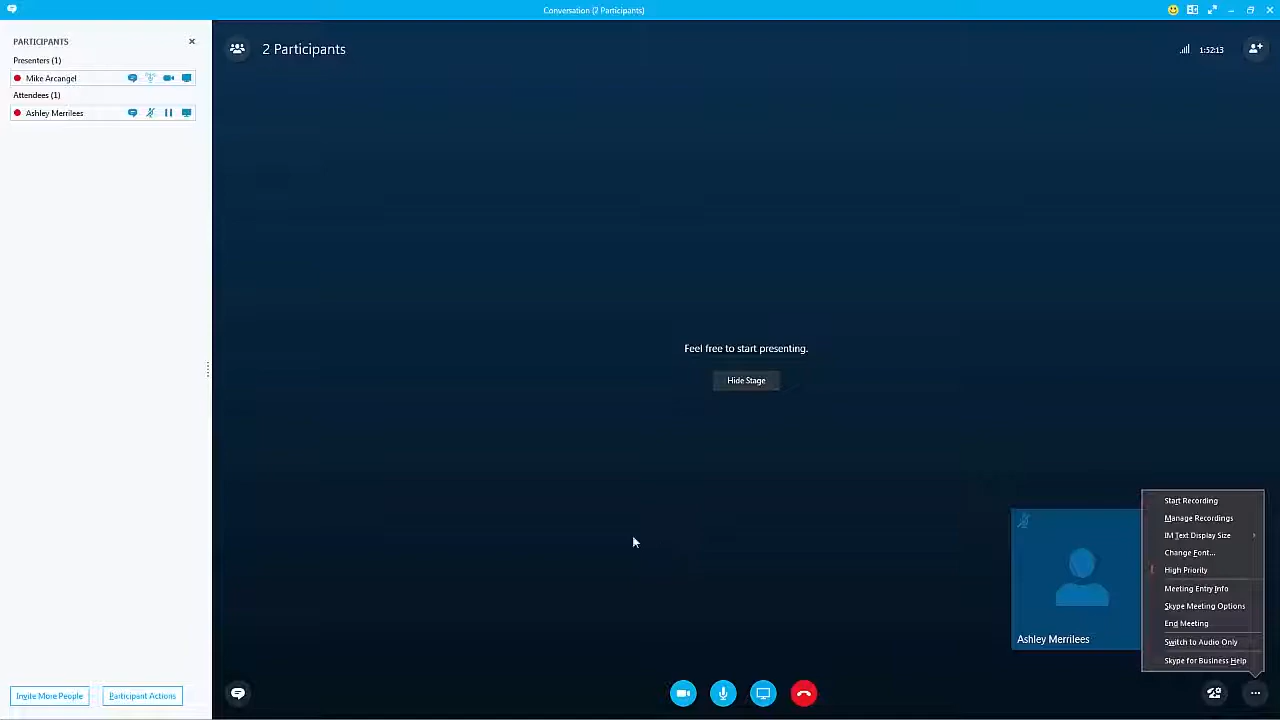 Conversation (2 Participants)
PARTICIPANTS
Presenters (1)
Mike Arcangel
Attendees (1)
Ashley Merrilees
2 Participants
1:52:13
Feel free to start presenting.
Hide Stage
Ashley Merrilees
Start Recording
Manage Recordings
IM Text Display Size
Change Font...
High Priority
Meeting Entry Info
Skype Meeting Options
End Meeting
Switch to Audio Only
Skype for Business Help
Invite More People
Participant Actions